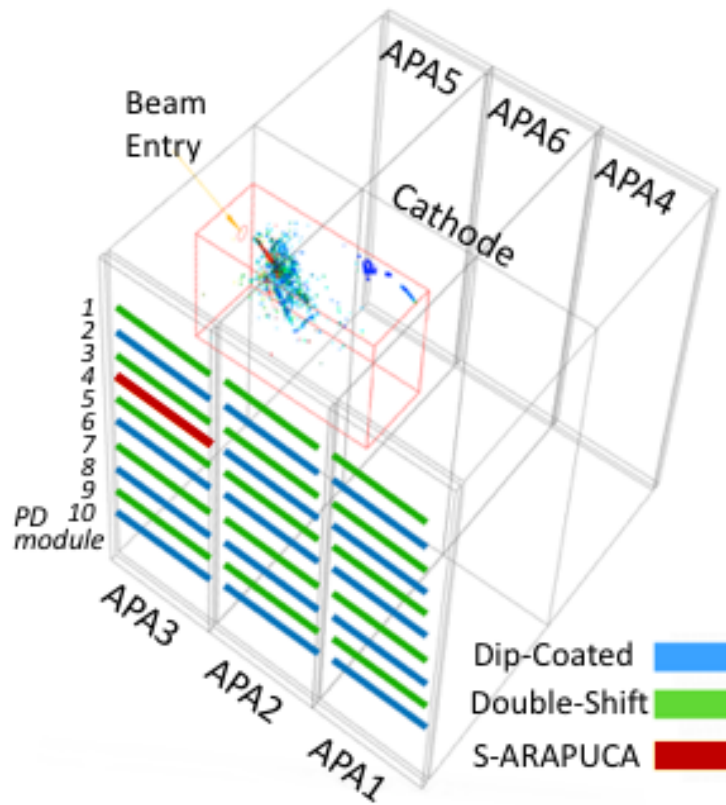 APA5
APA6
APA4
Beam
Entry
Cathode
1
2
3
4
5
6
7
8
9
PD 10
module
APA3
APA2
APA1
Dip-Coated
Double-Shift
S-ARAPUCA